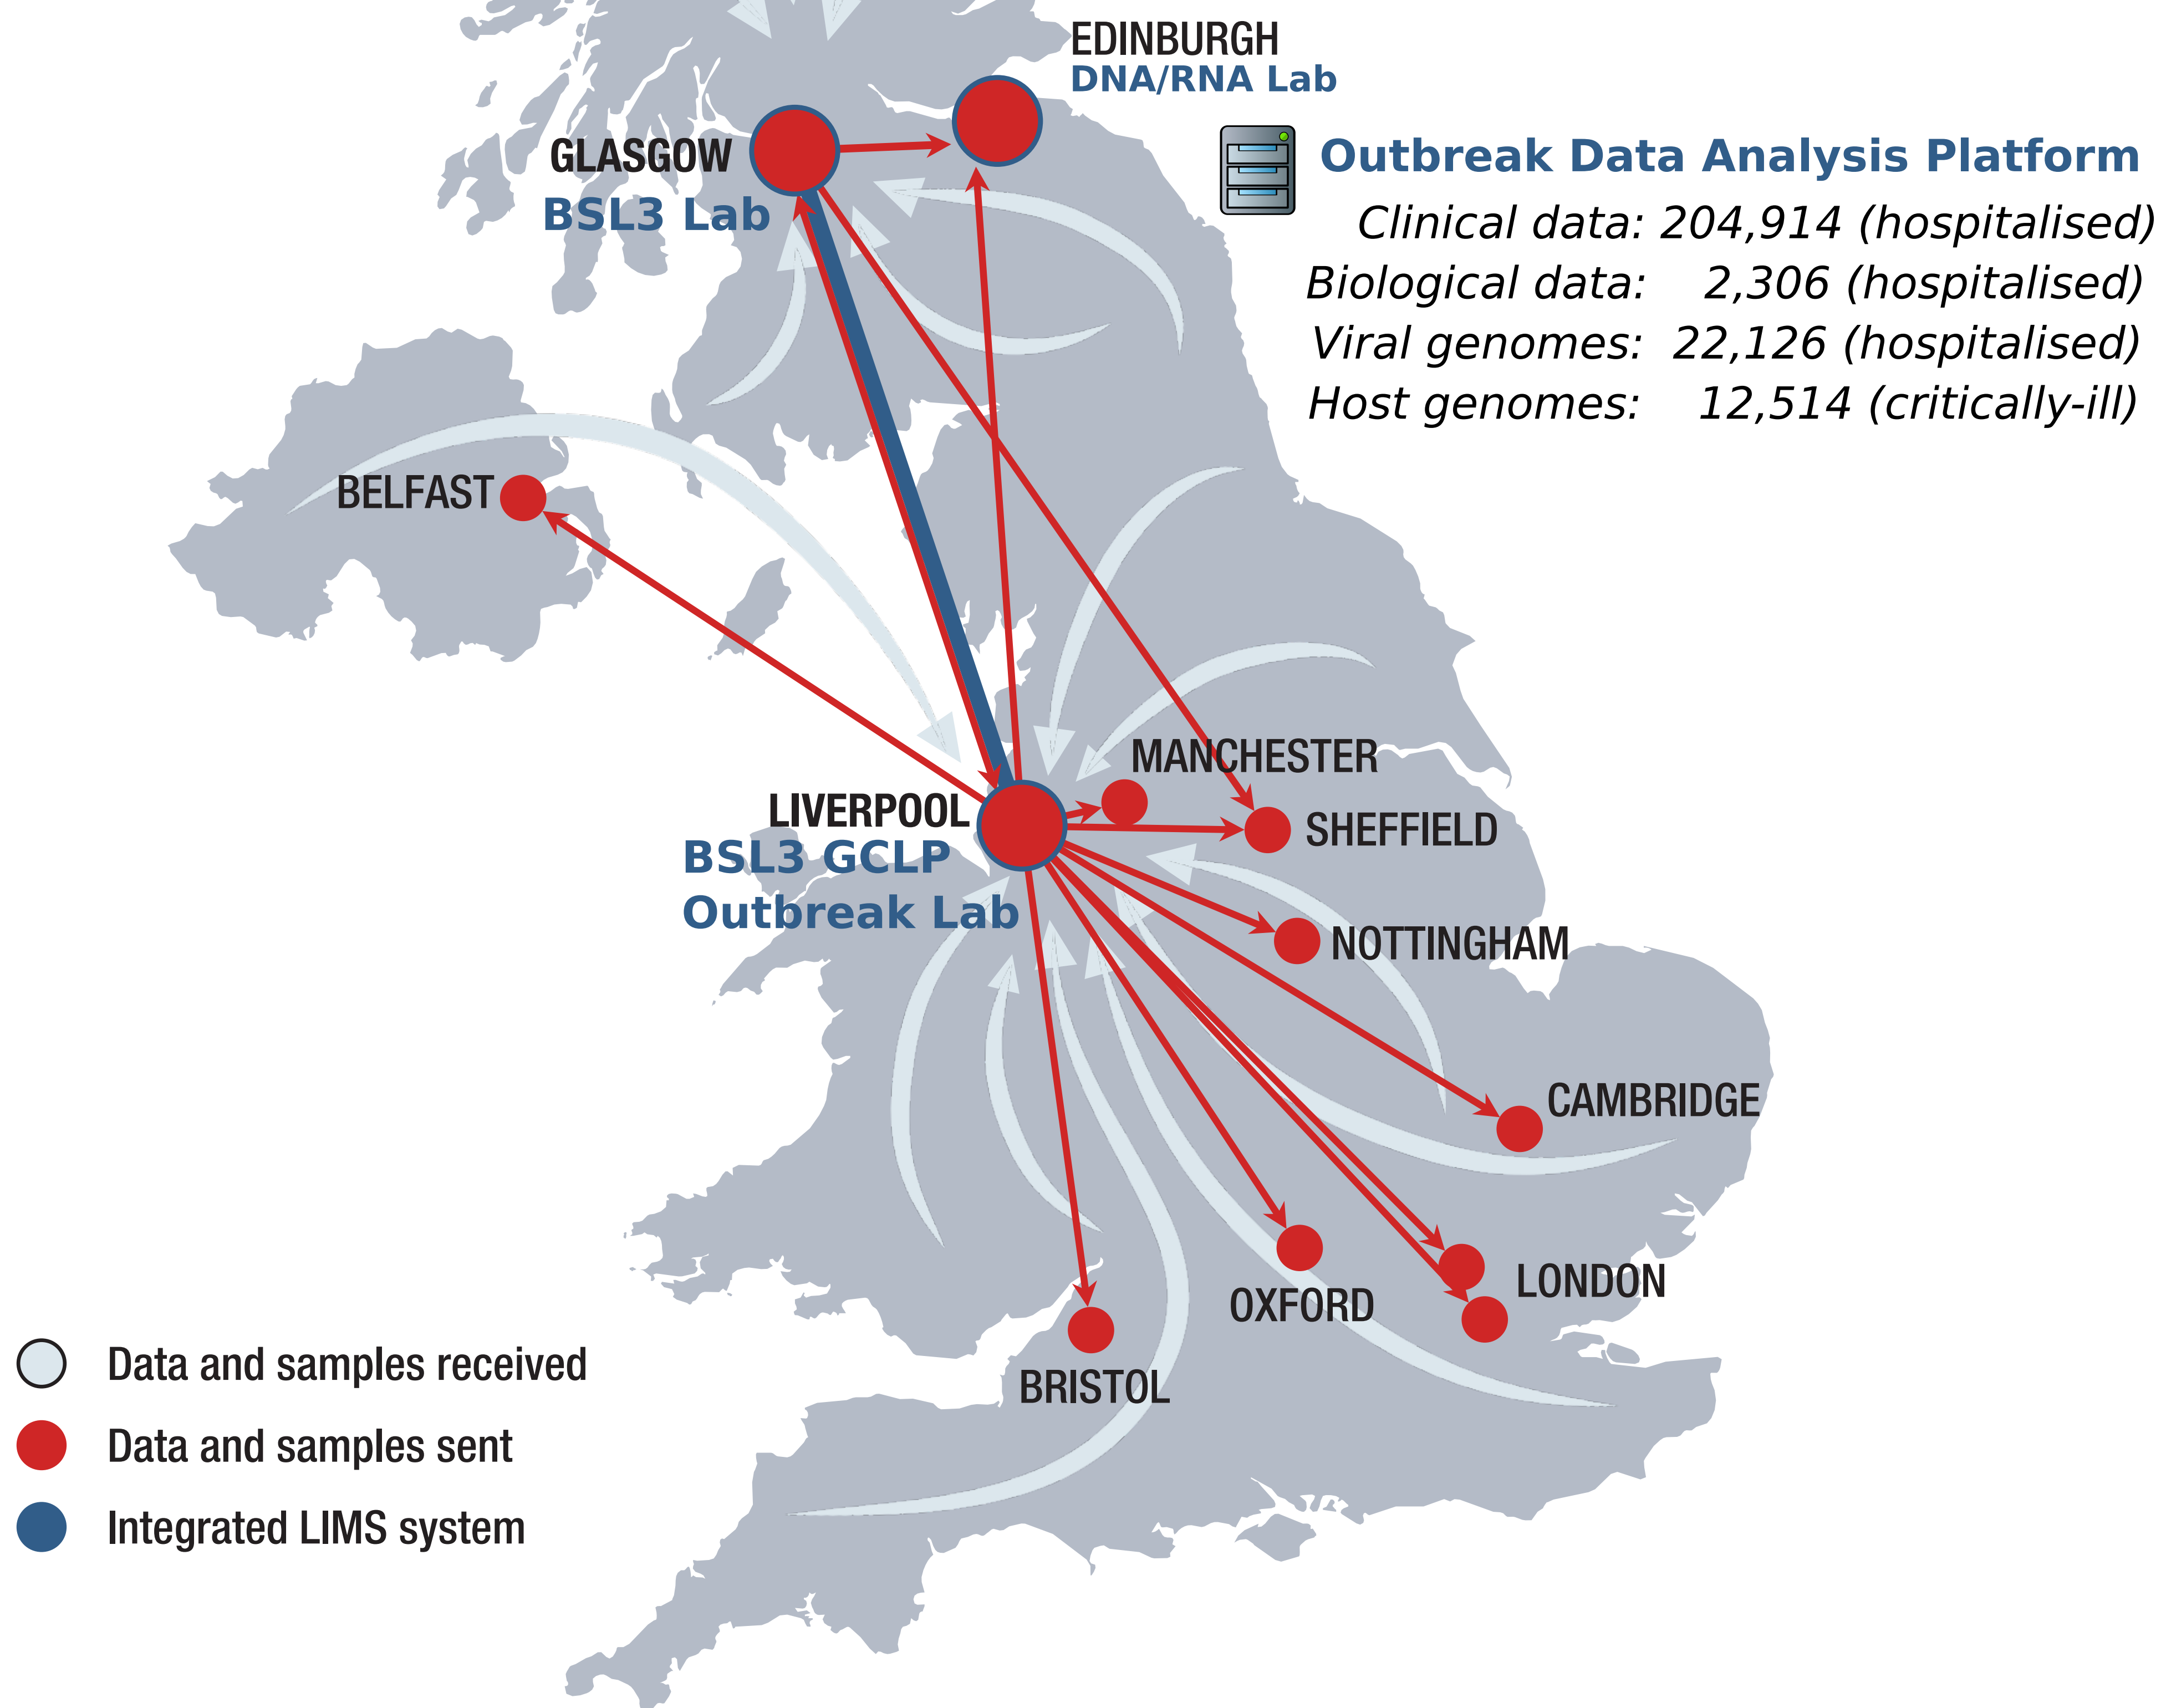 EDINBURGH
DNA/RNA Lab
GLASGOW
BSL3 Lab
Outbreak Data Analysis Platform
Clinical data: 204,914 (hospitalised)
Biological data: 2,306 (hospitalised)
Viral genomes: 22,126 (hospitalised)
Host genomes: 12,514 (critically-ill)
BELFAST
MANCHESTER
LIVERPOOL
BSL3 GCLP
Outbreak Lab
SHEFFIELD
NOTTINGHAM
CAMBRIDGE
LONDON
OXFORD
BRISTOL
Data and samples received
Data and samples sent
Integrated LIMS system